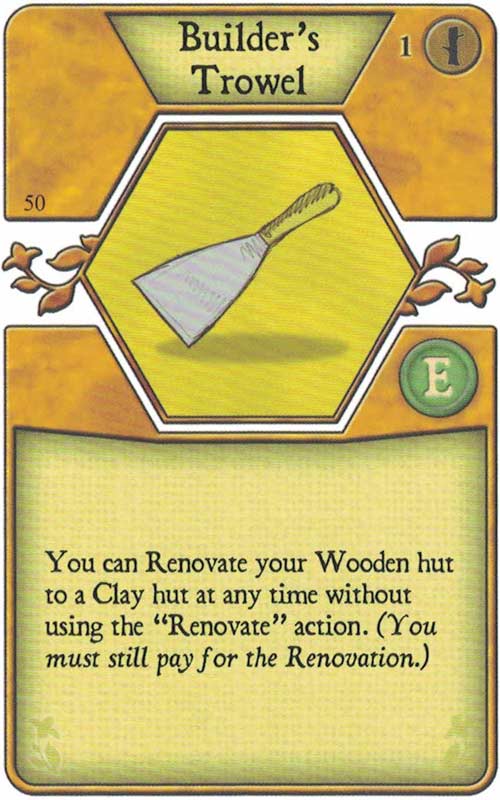 Builder's
Trowel
1
50
E
You can Renovate your Wooden hut
to a Clay hut at any time without
using the “Renovate” action. (You
must still pay for the Renovation.)